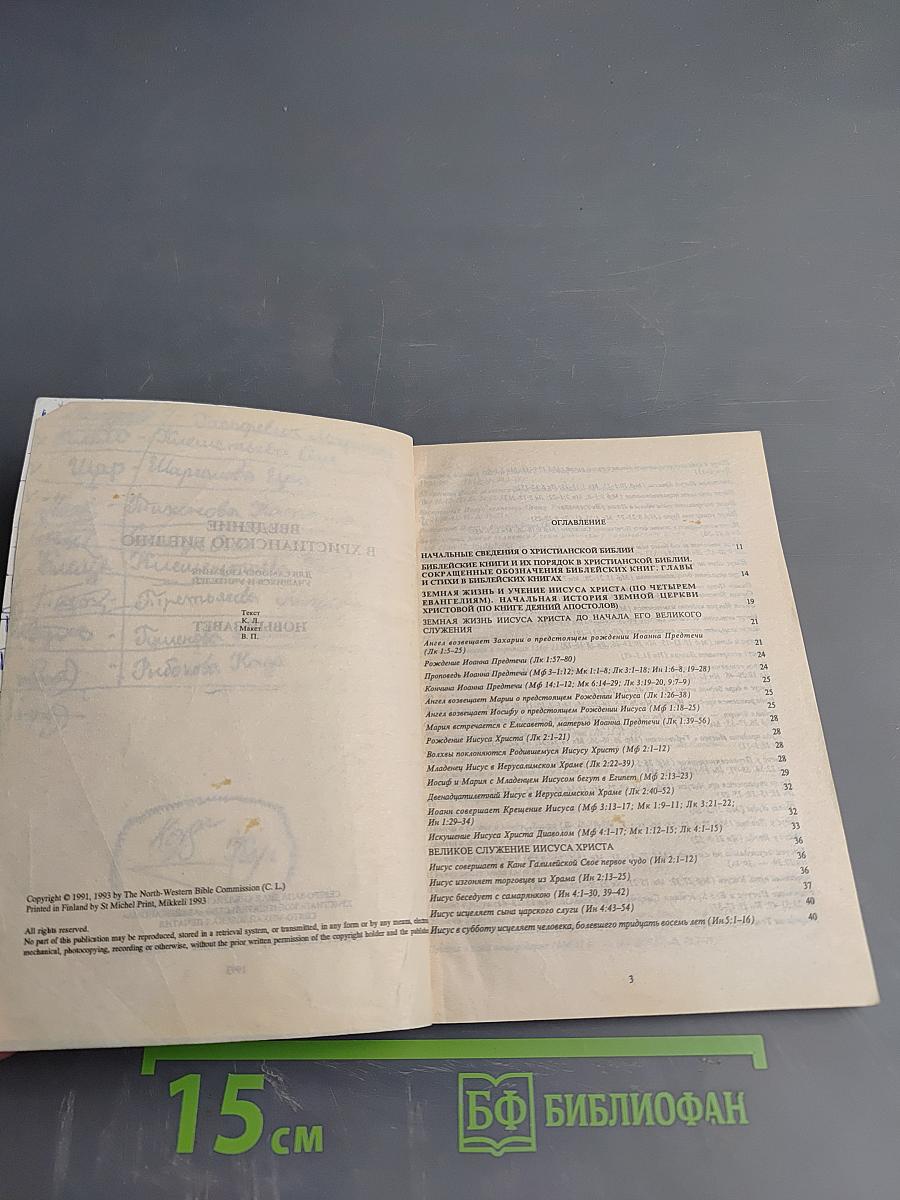 ВВЕДЕНИЕ
В ХРИСТИАНСКУЮ БИБЛИЮ
Текст
К. Л.
Макет
В. П.
НОВЫЙ ЗАВЕТ
Copyright © 1991, 1993 by The North-Western Bible Commission (C. L.)
Printed in Finland by St Michel Print, Mikkeli 1993
All rights reserved.
No part of this publication may be reproduced, stored in a retrieval system, or transmitted, in any form or by any means,
mechanical, photocopying, recording or otherwise, without the prior written permission of the copyright holder and the
1993
ОГЛАВЛЕНИЕ
НАЧАЛЬНЫЕ СВЕДЕНИЯ О ХРИСТИАНСКОЙ БИБЛИИ 11
БИБЛЕЙСКИЕ КНИГИ И ИХ ПОРЯДОК В ХРИСТИАНСКОЙ БИБЛИИ.
СОКРАЩЕННЫЕ ОБОЗНАЧЕНИЯ БИБЛЕЙСКИХ КНИГ. ГЛАВЫ
И СТИХИ В БИБЛЕЙСКИХ КНИГАХ 14
ЗЕМНАЯ ЖИЗНЬ И УЧЕНИЕ ИИСУСА ХРИСТА (ПО ЧЕТЫРЕМ
ЕВАНГЕЛИЯМ). НАЧАЛЬНАЯ ИСТОРИЯ ЗЕМНОЙ ЦЕРКВИ
ХРИСТОВОЙ (ПО КНИГЕ ДЕЯНИЙ АПОСТОЛОВ) 19
ЗЕМНАЯ ЖИЗНЬ ИИСУСА ХРИСТА ДО НАЧАЛА ЕГО ВЕЛИКОГО
СЛУЖЕНИЯ 21
Ангел возвещает Захарии о предстоящем рождении Иоанна Предтечи
(Лк 1:5–25) 21
Рождение Иоанна Предтечи (Лк 1:57–80) 24
Проповедь Иоанна Предтечи (Мф 3–1:12; Мк 1:1–8; Лк 3:1–18; Ин 1:6–8, 19–28) 24
Кончина Иоанна Предтечи (Мф 14:1–12; Мк 6:14–29; Лк 3:19–20, 9:7–9) 25
Ангел возвещает Марии о предстоящем Рождении Иисуса (Лк 1:26–38) 25
Ангел возвещает Иосифу о предстоящем Рождении Иисуса (Мф 1:18–25) 25
Мария встречается с Елисаветой, матерью Иоанна Предтечи (Лк 1:39–56) 28
Рождение Иисуса Христа (Лк 2:1–21) 28
Волхвы поклоняются Родившемуся Иисусу Христу (Мф 2:1–12) 28
Младенец Иисус в Иерусалимском Храме (Лк 2:22–39) 28
Иосиф и Мария с Младенцем Иисусом бегут в Египет (Мф 2:13–23) 29
Двенадцатилетний Иисус в Иерусалимском Храме (Лк 2:40–52) 32
Иоанн совершает Крещение Иисуса (Мф 3:13–17; Мк 1:9–11; Лк 3:21–22;
Ин 1:29–34) 32
Искушение Иисуса Христа Диаволом (Мф 4:1–17; Мк 1:12–15; Лк 4:1–15) 33
ВЕЛИКОЕ СЛУЖЕНИЕ ИИСУСА ХРИСТА 36
Иисус совершает в Кане Галилейской Свое первое чудо (Ин 2:1–12) 36
Иисус изгоняет торговцев из Храма (Ин 2:13–25) 36
Иисус беседует с самарянкою (Ин 4:1–30, 39–42) 37
Иисус исцеляет сына царского слуги (Ин 4:43–54) 40
Иисус в субботу исцеляет человека, болевшего тридцать восемь лет (Ин 5:1–16) 40
3
15 см
БФ БИБЛИОФАН